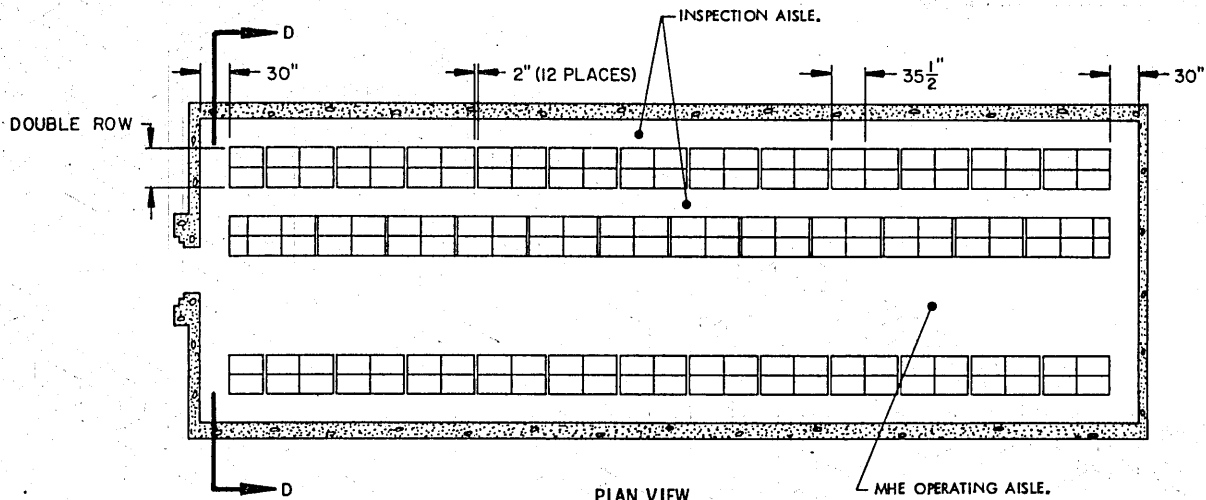 INSPECTION AISLE.
D
30"
2" (12 PLACES)
35 1/2"
30"
DOUBLE ROW
D
PLAN VIEW
MHE OPERATING AISLE.